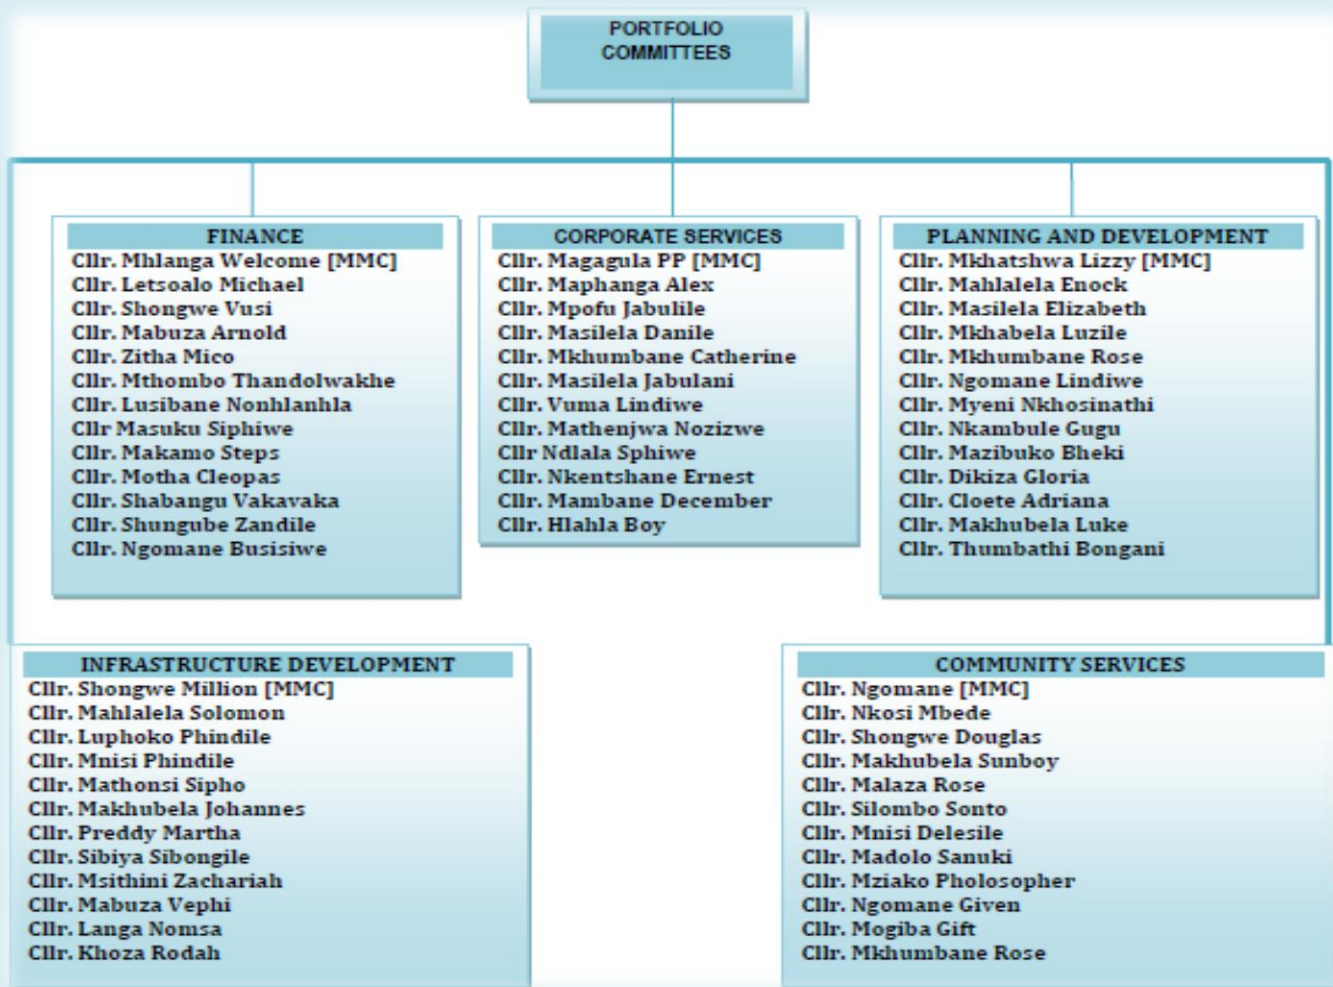 PORTFOLIO
COMMITTEES
FINANCE
Cllr. Mhlanga Welcome [MMC]
Cllr. Letsoalo Michael
Cllr. Shongwe Vusi
Cllr. Mabuza Arnold
Cllr. Zitha Mico
Cllr. Mthombo Thandolwakhe
Cllr. Lusibane Nonhlanhla
Cllr Masuku Siphiwe
Cllr. Makamo Steps
Cllr. Motha Cleopas
Cllr. Shabangu Vakavaka
Cllr. Shungube Zandile
Cllr. Ngomane Busisiwe
CORPORATE SERVICES
Cllr. Magagula PP [MMC]
Cllr. Maphanga Alex
Cllr. Mpofu Jabulile
Cllr. Masilela Danile
Cllr. Mkhumbane Catherine
Cllr. Masilela Jabulani
Cllr. Vuma Lindiwe
Cllr. Mathenjwa Nozizwe
Cllr Ndlala Sphiwe
Cllr. Nkentshane Ernest
Cllr. Mambane December
Cllr. Hlahla Boy
PLANNING AND DEVELOPMENT
Cllr. Mkhatshwa Lizzy [MMC]
Cllr. Mahlalela Enock
Cllr. Masilela Elizabeth
Cllr. Mkhabela Luzile
Cllr. Mkhumbane Rose
Cllr. Ngomane Lindiwe
Cllr. Myeni Nkhosinathi
Cllr. Nkambule Gugu
Cllr. Mazibuko Bheki
Cllr. Dikiza Gloria
Cllr. Cloete Adriana
Cllr. Makhubela Luke
Cllr. Thumbathi Bongani
INFRASTRUCTURE DEVELOPMENT
Cllr. Shongwe Million [MMC]
Cllr. Mahlalela Solomon
Cllr. Luphoko Phindile
Cllr. Mnisi Phindile
Cllr. Mathonsi Sipho
Cllr. Makhubela Johannes
Cllr. Preddy Martha
Cllr. Sibiya Sibongile
Cllr. Msithini Zachariah
Cllr. Mabuza Vephi
Cllr. Langa Nomsa
Cllr. Khoza Rodah
COMMUNITY SERVICES
Cllr. Ngomane [MMC]
Cllr. Nkosi Mbede
Cllr. Shongwe Douglas
Cllr. Makhubela Sunboy
Cllr. Malaza Rose
Cllr. Silombo Sonto
Cllr. Mnisi Delesile
Cllr. Madolo Sanuki
Cllr. Mziako Pholosopher
Cllr. Ngomane Given
Cllr. Mogiba Gift
Cllr. Mkhumbane Rose